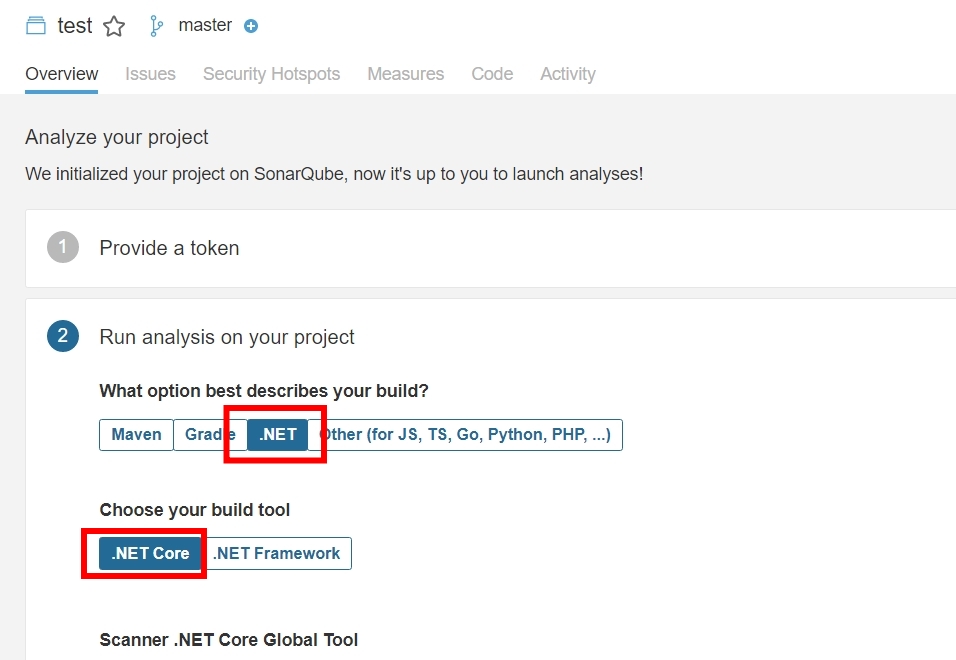 test master
Overview Issues Security Hotspots Measures Code Activity
Analyze your project
We initialized your project on SonarQube, now it's up to you to launch analyses!
1 Provide a token
2 Run analysis on your project
What option best describes your build?
Maven Gradle .NET Other (for JS, TS, Go, Python, PHP, ...)
Choose your build tool
.NET Core .NET Framework
Scanner .NET Core Global Tool